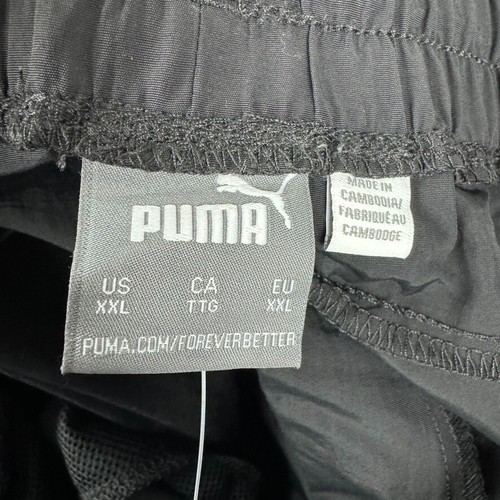 PUMA
US CA EU
XXL TTG XXL
PUMA.COM/FOREVERBETTER
MADE IN
CAMBODIA/
FABRIQUÉ AU
CAMBODGE